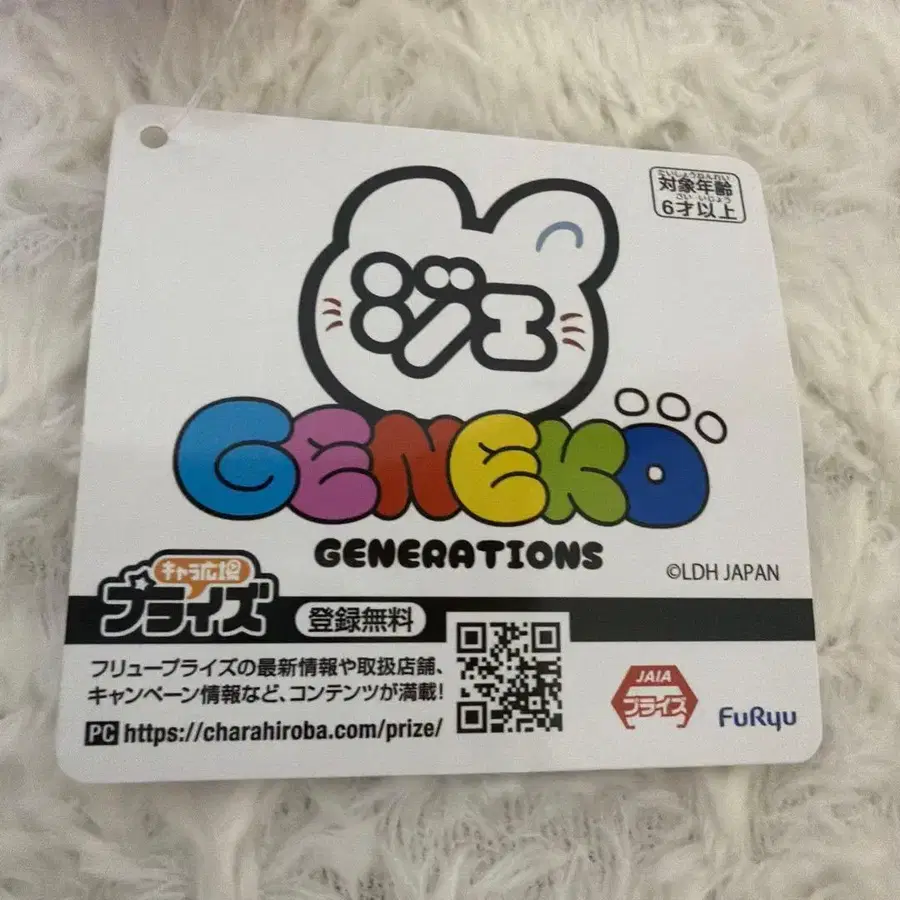 たいしょうねんれい
対象年齢
さい いじょう
6才以上
ジェ
GENEKO
GENERATIONS
©LDH JAPAN
キャラ広場
プライズ
登録無料
フリュープライズの最新情報や取扱店舗、
キャンペーン情報など、コンテンツが満載!
PC https://charahiroba.com/prize/
JAIA
プライズ
FuRyu